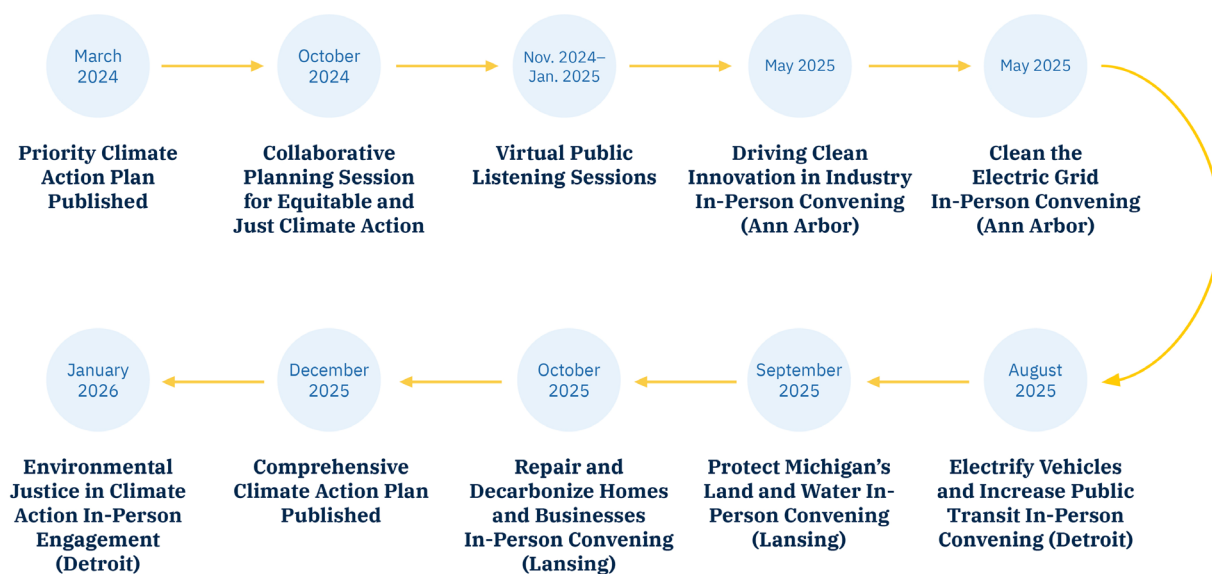 March
2024
Priority Climate
Action Plan
Published
October
2024
Collaborative
Planning Session
for Equitable and
Just Climate Action
Nov. 2024–
Jan. 2025
Virtual Public
Listening Sessions
May 2025
Driving Clean
Innovation in Industry
In-Person Convening
(Ann Arbor)
May 2025
Clean the
Electric Grid
In-Person Convening
(Ann Arbor)
August
2025
Electrify Vehicles
and Increase Public
Transit In-Person
Convening (Detroit)
September
2025
Protect Michigan’s
Land and Water In-
Person Convening
(Lansing)
October
2025
Repair and
Decarbonize Homes
and Businesses
In-Person Convening
(Lansing)
December
2025
Comprehensive
Climate Action Plan
Published
January
2026
Environmental
Justice in Climate
Action In-Person
Engagement
(Detroit)